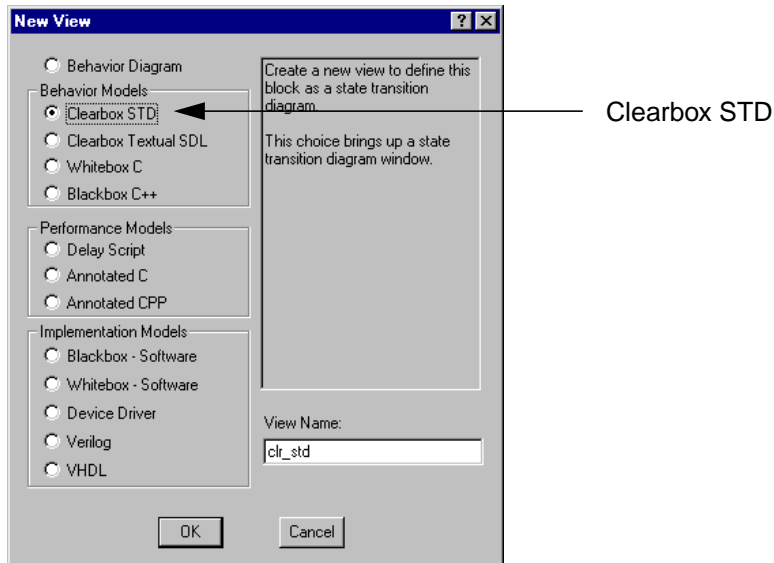 New View
Behavior Diagram
Behavior Models
Clearbox STD
Clearbox Textual SDL
Whitebox C
Blackbox C++
Performance Models
Delay Script
Annotated C
Annotated CPP
Implementation Models
Blackbox - Software
Whitebox - Software
Device Driver
Verilog
VHDL
Create a new view to define this
block as a state transition
diagram.
This choice brings up a state
transition diagram window.
View Name:
clr_std
OK
Cancel
Clearbox STD